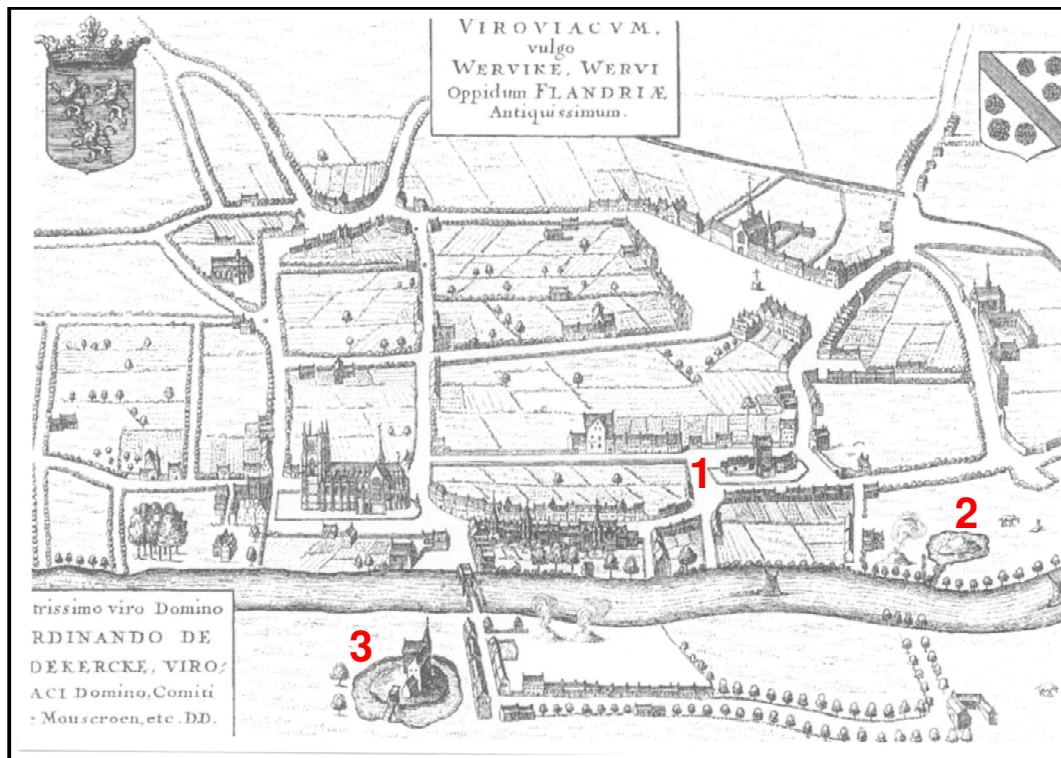 VIROVIACVM,
vulgo
WERVIKE, WERVI
Oppidum FLANDRIÆ
Antiquissimum.
1
2
3
trissimo viro Domino
RDINANDO DE
DEKERCKE, VIRO/
ACI Domino, Comiti
: Mouscroen, etc. D.D.